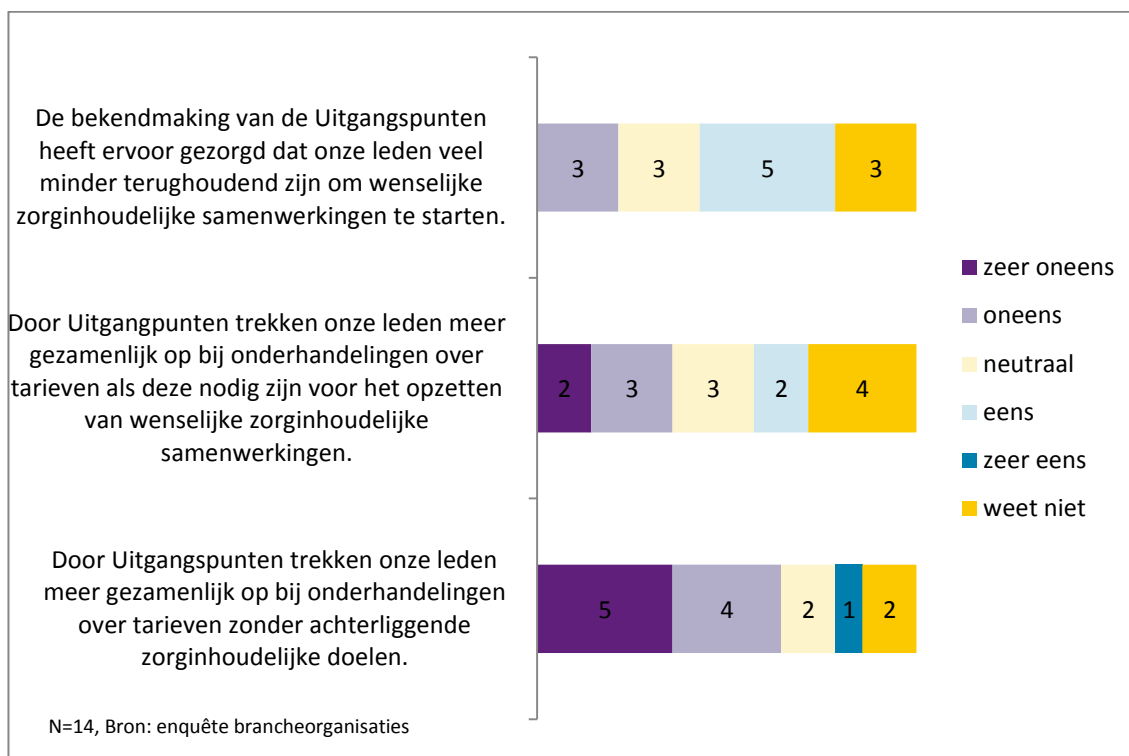 De bekendmaking van de Uitgangspunten
heeft ervoor gezorgd dat onze leden veel
minder terughoudend zijn om wenselijke
zorginhoudelijke samenwerkingen te starten.
3 3 5 3
Door Uitgangpunten trekken onze leden meer
gezamenlijk op bij onderhandelingen over
tarieven als deze nodig zijn voor het opzetten
van wenselijke zorginhoudelijke
samenwerkingen.
2 3 3 2 4
Door Uitgangspunten trekken onze leden
meer gezamenlijk op bij onderhandelingen
over tarieven zonder achterliggende
zorginhoudelijke doelen.
5 4 2 1 2
zeer oneens
oneens
neutraal
eens
zeer eens
weet niet
N=14, Bron: enquête brancheorganisaties